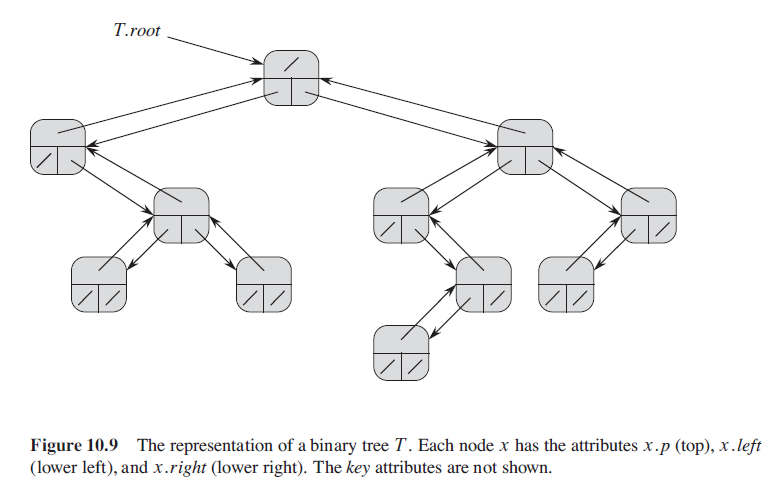 T.root
Figure 10.9 The representation of a binary tree T. Each node x has the attributes x.p (top), x.left
(lower left), and x.right (lower right). The key attributes are not shown.